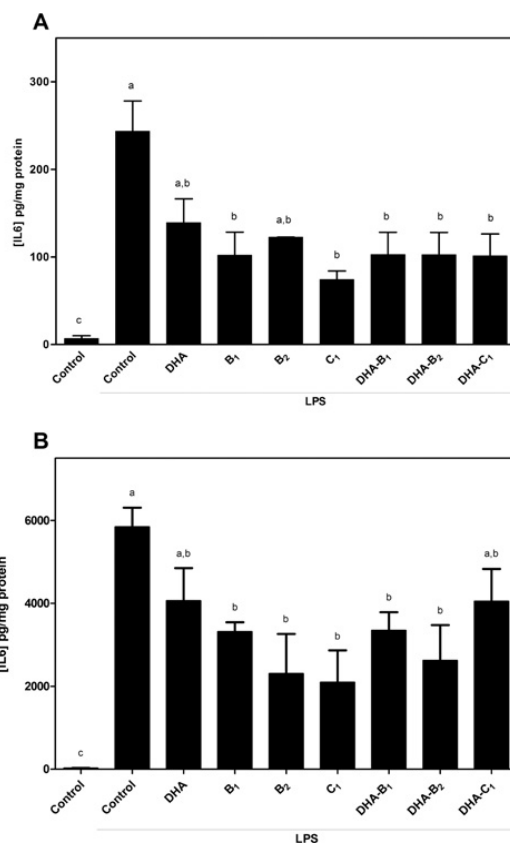 A
300
200
100
0
[IL6] pg/mg protein
c
a
a,b
b
a,b
b
b
b
b
Control
Control
DHA
B₁
B₂
C₁
DHA-B₁
DHA-B₂
DHA-C₁
LPS
B
6000
4000
2000
0
[IL6] pg/mg protein
c
a
a,b
b
b
b
b
b
a,b
Control
Control
DHA
B₁
B₂
C₁
DHA-B₁
DHA-B₂
DHA-C₁
LPS